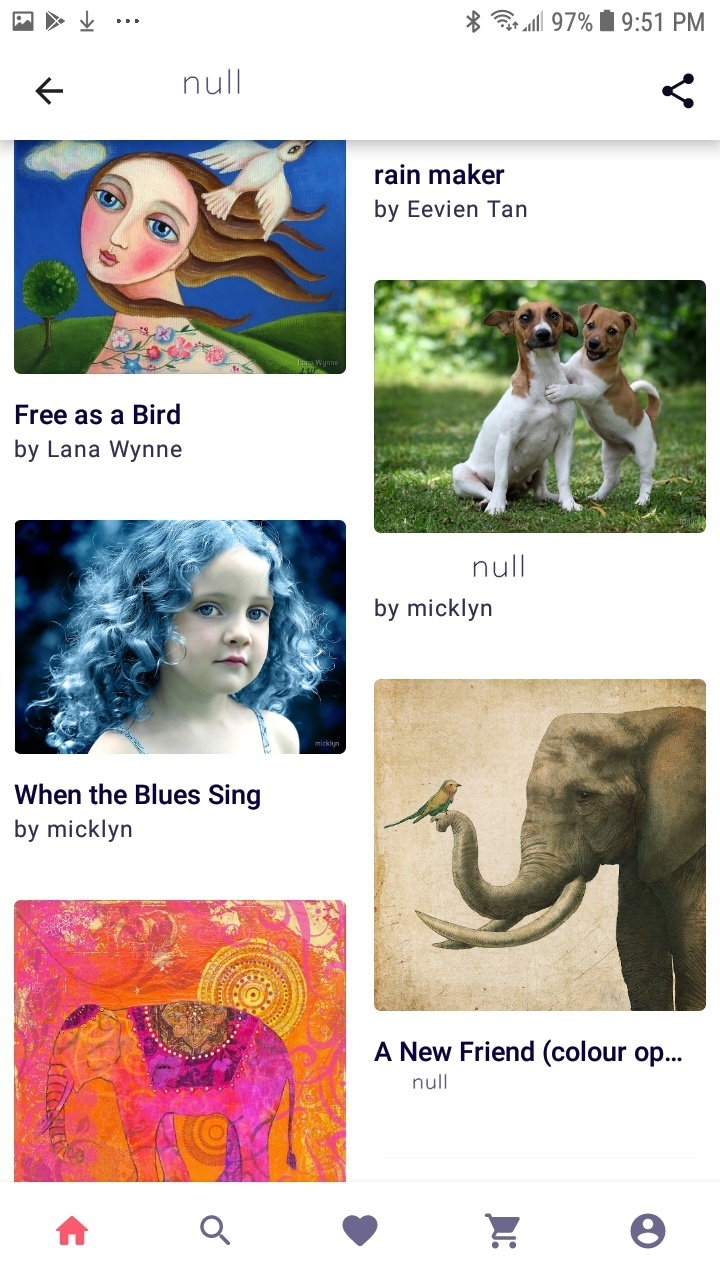 97% 9:51 PM
null
Lana Wynne
Free as a Bird
by Lana Wynne
rain maker
by Eevien Tan
null
by micklyn
micklyn
When the Blues Sing
by micklyn
A New Friend (colour op...
null